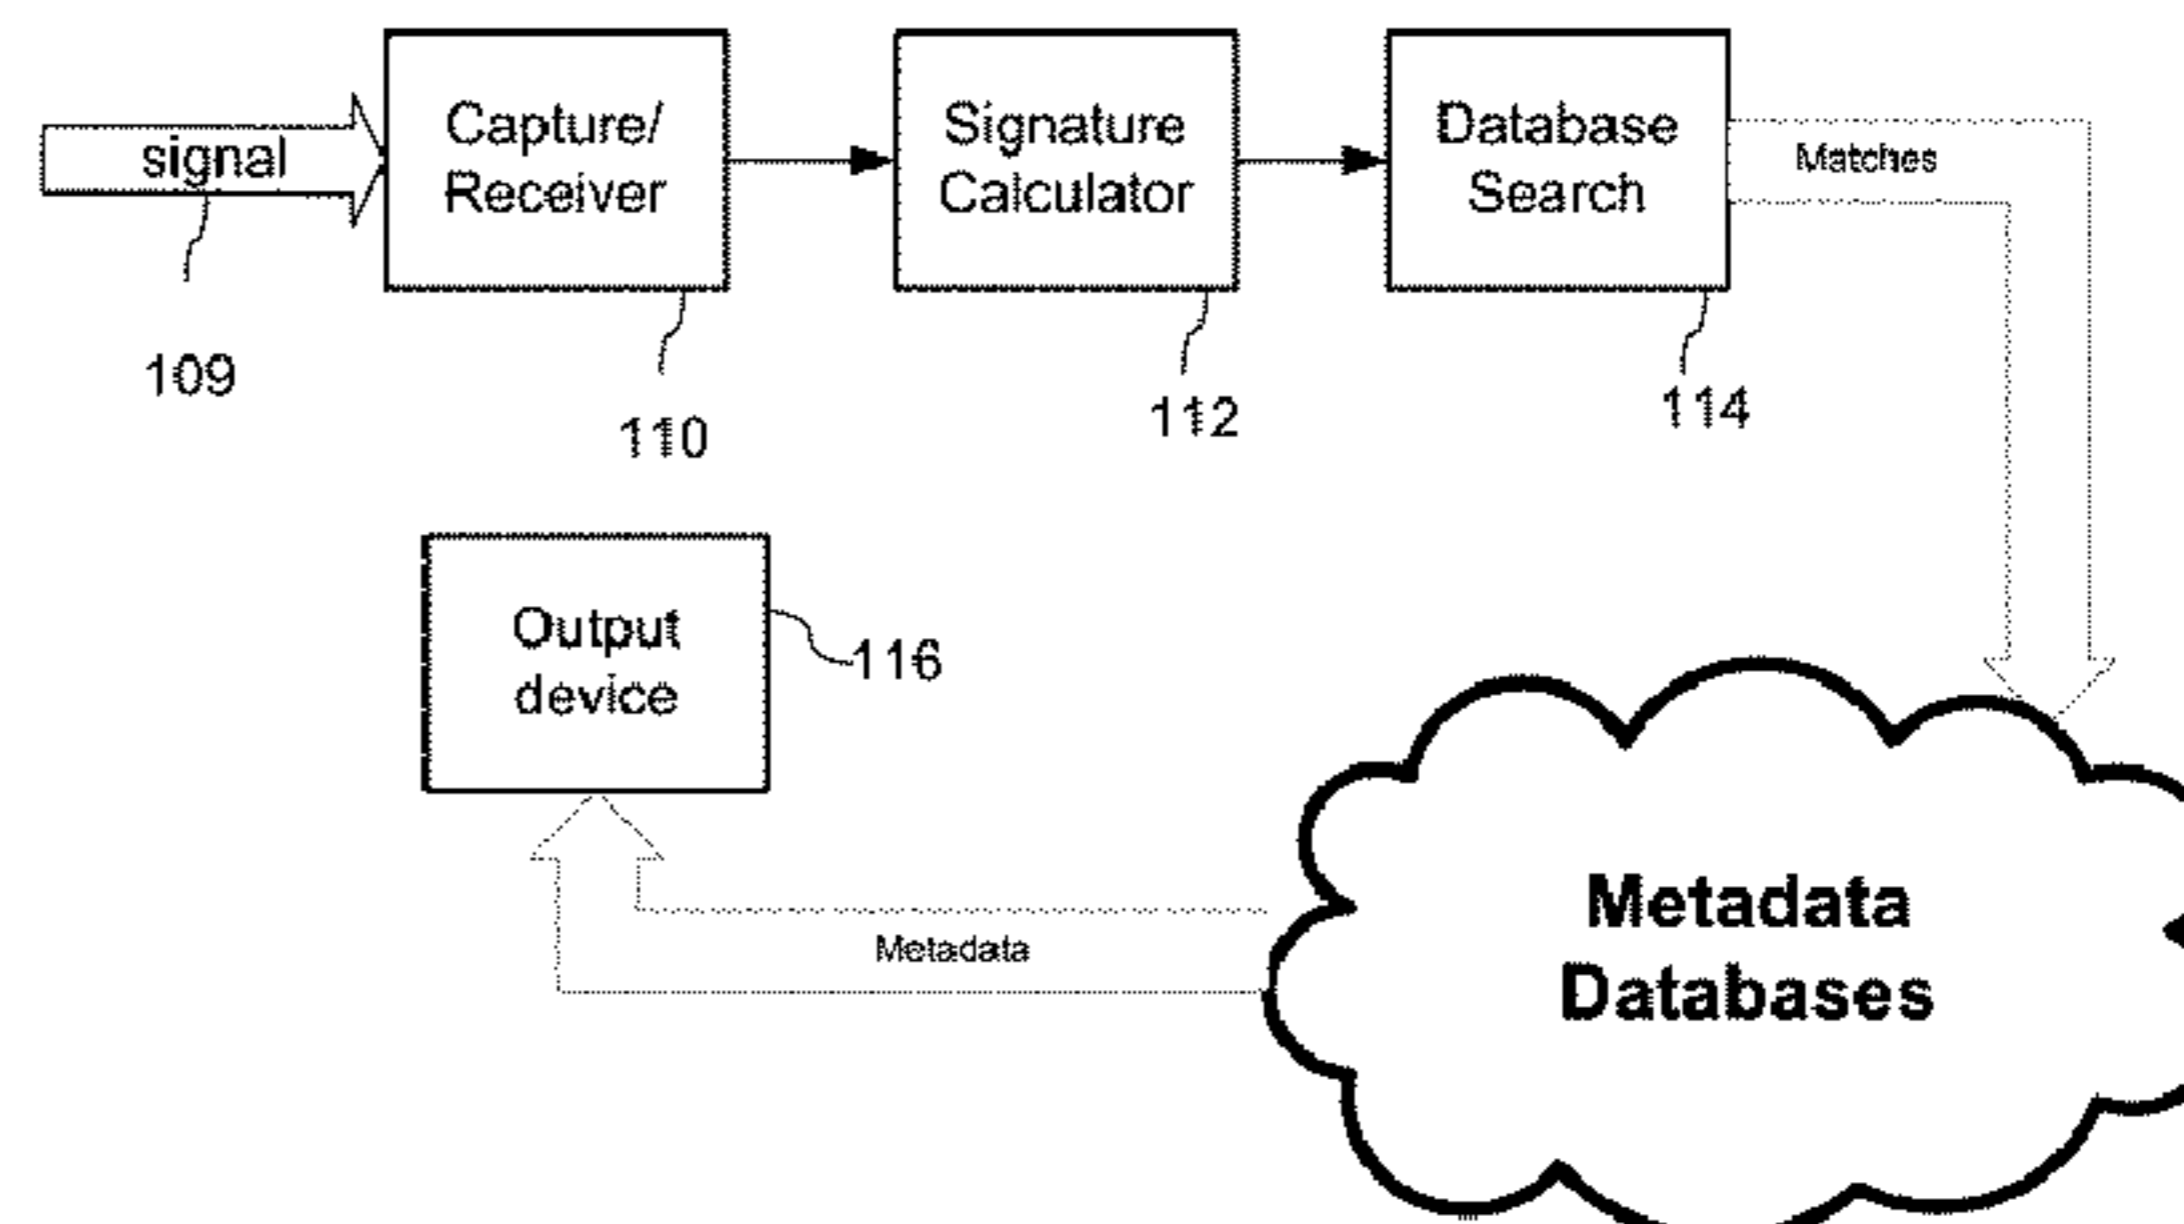 signal
Capture/
Receiver
Signature
Calculator
Database
Search
Matches
109
110
112
114
Output
device
116
Metadata
Metadata
Databases